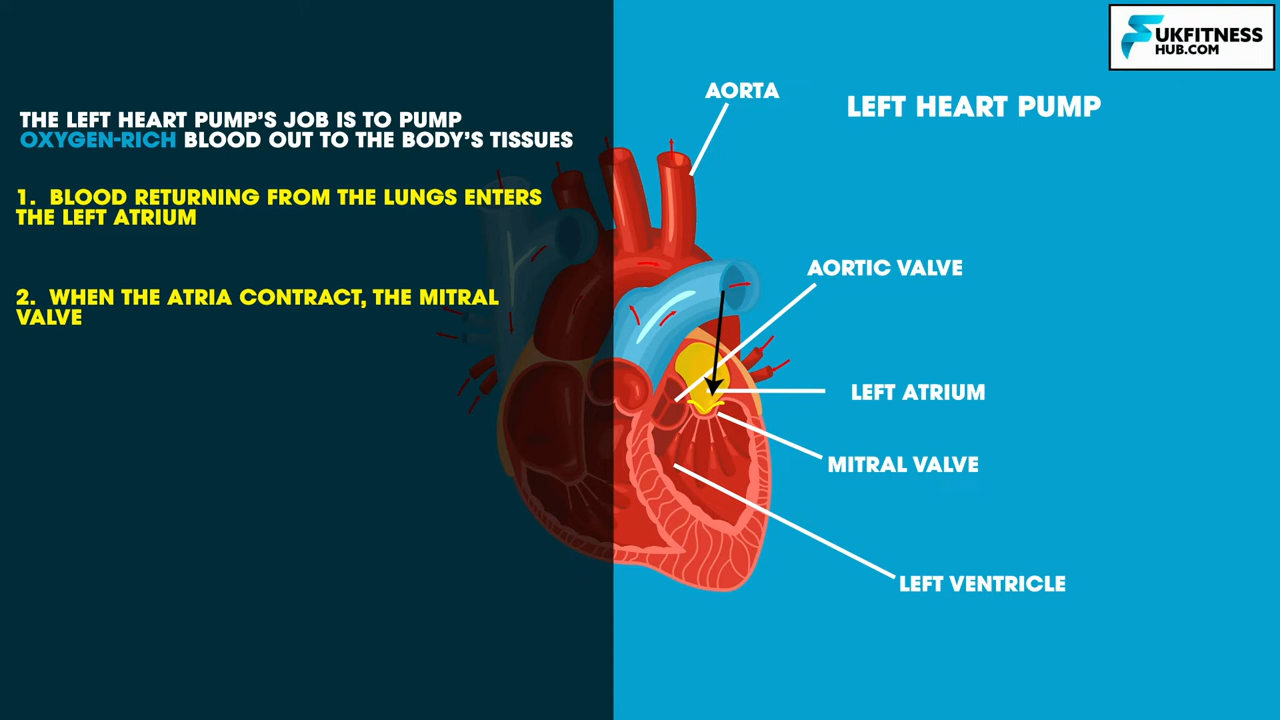 UKFITNESS
HUB.COM
AORTA
LEFT HEART PUMP
THE LEFT HEART PUMP'S JOB IS TO PUMP
OXYGEN-RICH BLOOD OUT TO THE BODY'S TISSUES
1. BLOOD RETURNING FROM THE LUNGS ENTERS
THE LEFT ATRIUM
AORTIC VALVE
2. WHEN THE ATRIA CONTRACT, THE MITRAL
VALVE
LEFT ATRIUM
MITRAL VALVE
LEFT VENTRICLE